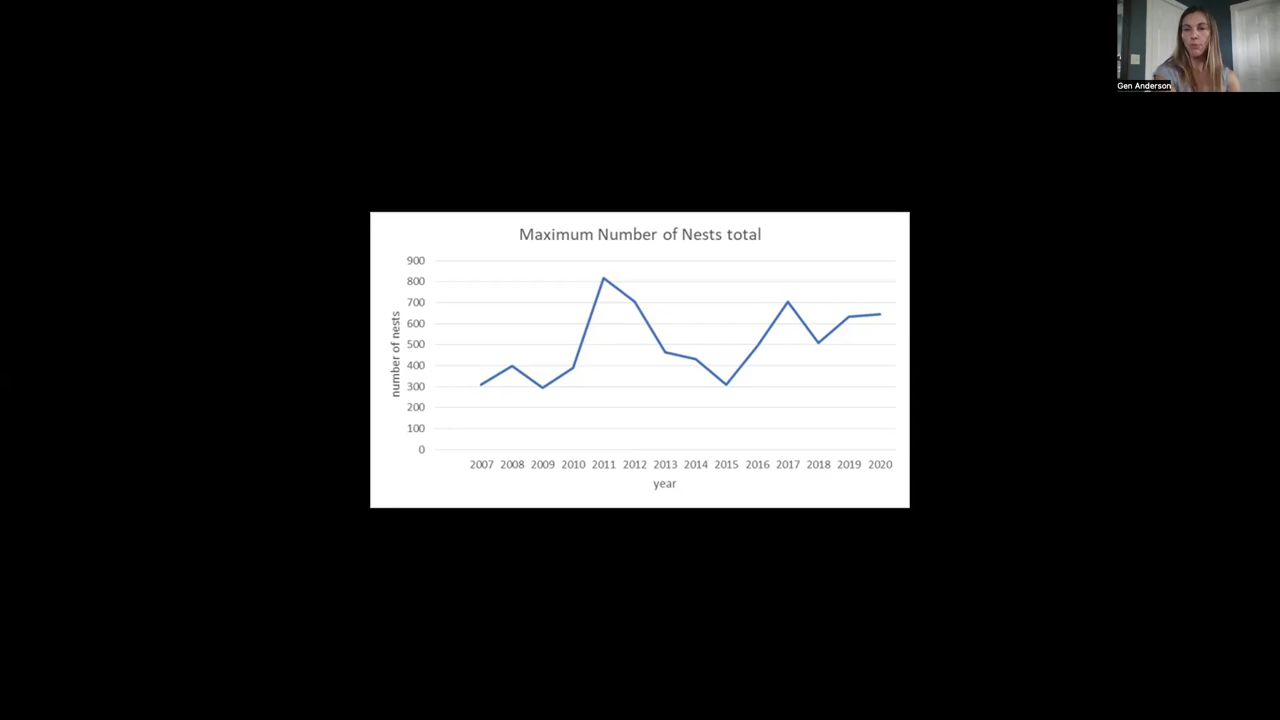 Gen Anderson
Maximum Number of Nests total
900
800
700
600
500
400
300
200
100
0
number of nests
2007 2008 2009 2010 2011 2012 2013 2014 2015 2016 2017 2018 2019 2020
year